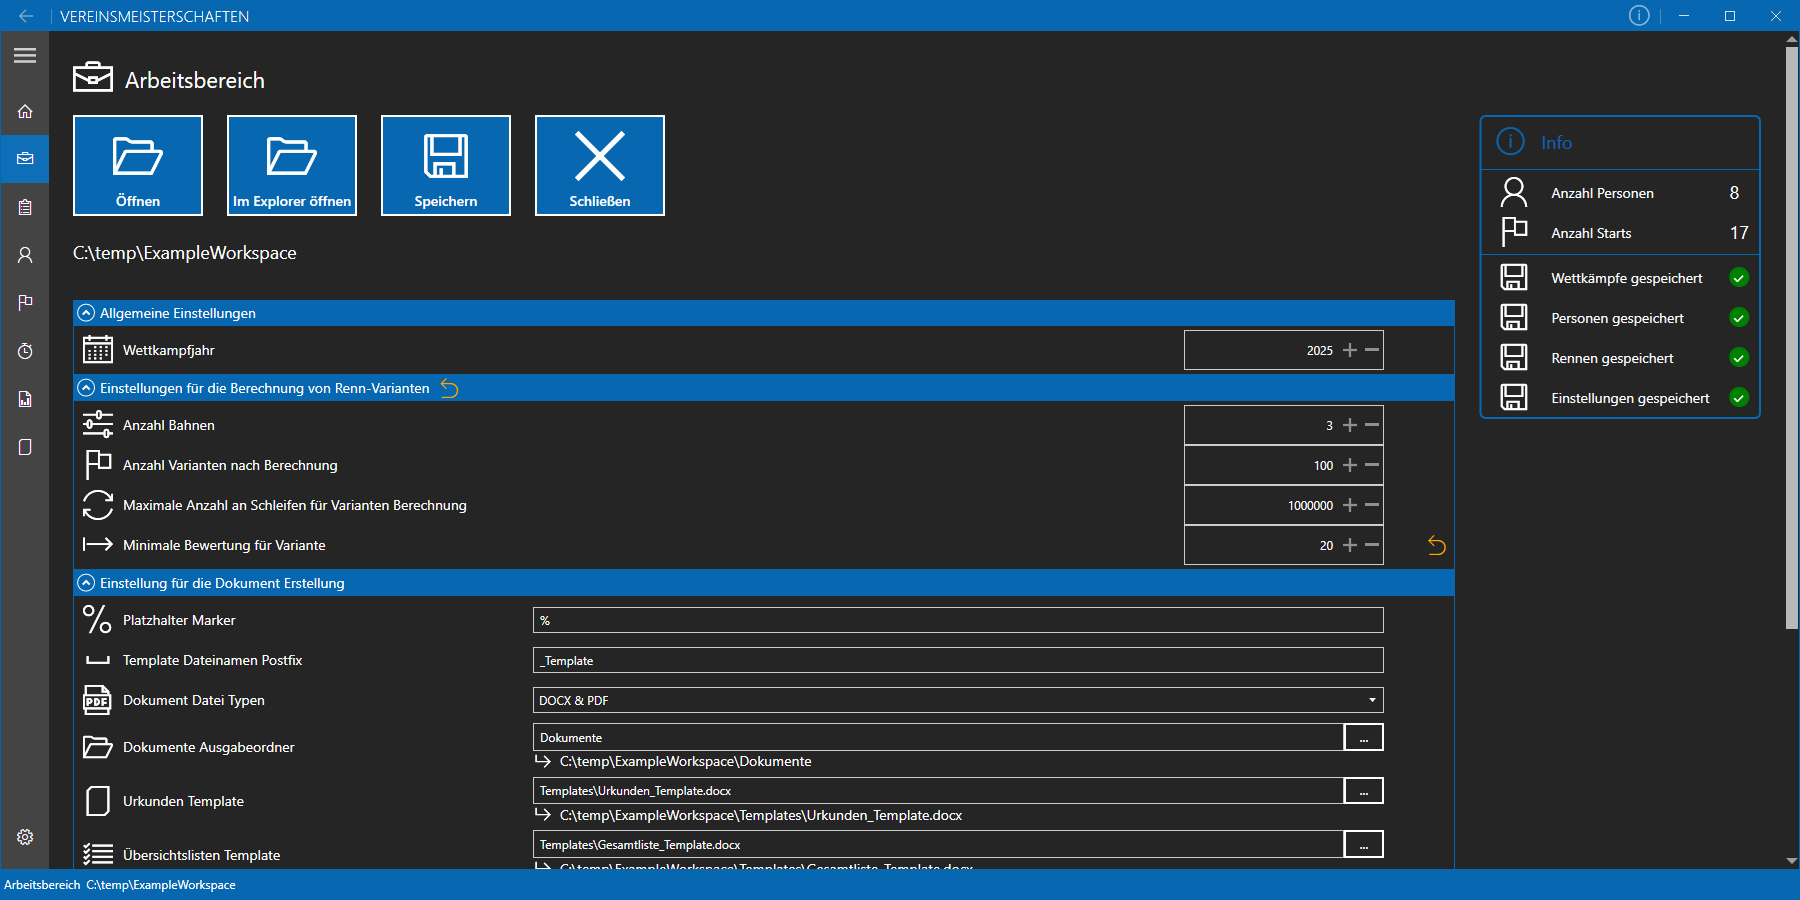 VEREINSMEISTERSCHAFTEN
Arbeitsbereich
Öffnen
Im Explorer öffnen
Speichern
Schließen
C:\temp\ExampleWorkspace
Info
Anzahl Personen 8
Anzahl Starts 17
Wettkämpfe gespeichert
Personen gespeichert
Rennen gespeichert
Einstellungen gespeichert
Allgemeine Einstellungen
Wettkampfjahr 2025
Einstellungen für die Berechnung von Renn-Varianten
Anzahl Bahnen 3
Anzahl Varianten nach Berechnung 100
Maximale Anzahl an Schleifen für Varianten Berechnung 1000000
Minimale Bewertung für Variante 20
Einstellung für die Dokument Erstellung
Platzhalter Marker %
Template Dateinamen Postfix _Template
Dokument Datei Typen DOCX & PDF
Dokumente Ausgabeordner Dokumente ...
C:\temp\ExampleWorkspace\Dokumente
Urkunden Template Templates\Urkunden_Template.docx ...
C:\temp\ExampleWorkspace\Templates\Urkunden_Template.docx
Übersichtslisten Template Templates\Gesamtliste_Template.docx ...
C:\temp\ExampleWorkspace\Templates\Gesamtliste_Template.docx
Arbeitsbereich C:\temp\ExampleWorkspace